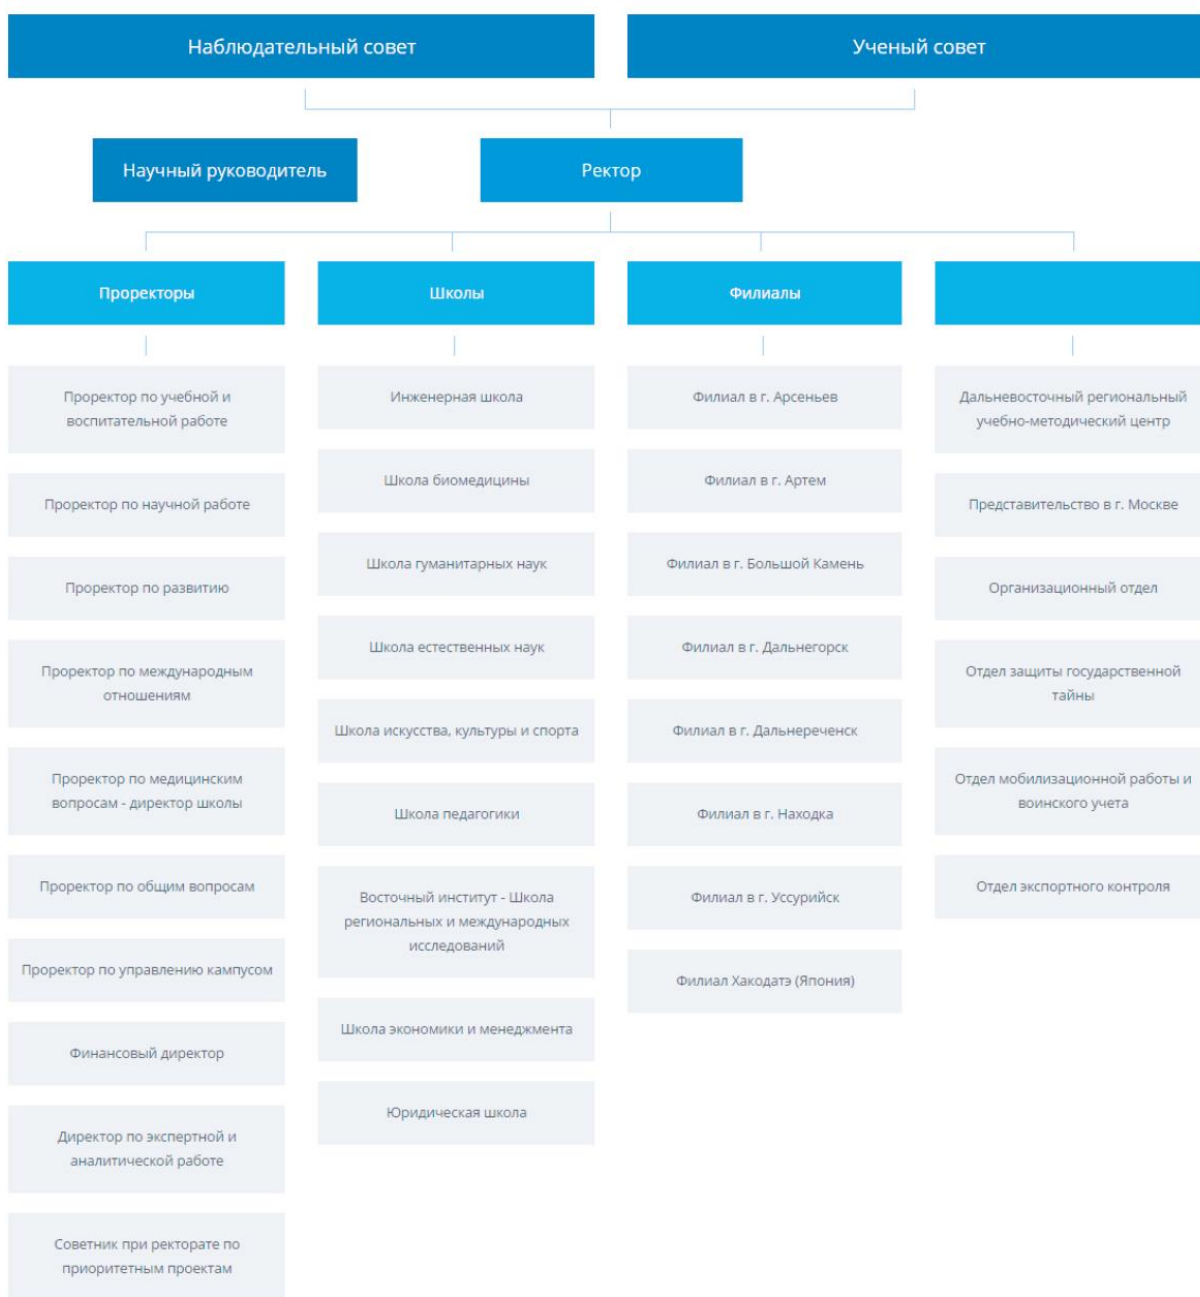 Наблюдательный совет
Ученый совет
Научный руководитель
Ректор
Проректоры
Проректор по учебной и
воспитательной работе
Проректор по научной работе
Проректор по развитию
Проректор по международным
отношениям
Проректор по медицинским
вопросам - директор школы
Проректор по общим вопросам
Проректор по управлению кампусом
Финансовый директор
Директор по экспертной и
аналитической работе
Советник при ректорате по
приоритетным проектам
Школы
Инженерная школа
Школа биомедицины
Школа гуманитарных наук
Школа естественных наук
Школа искусства, культуры и спорта
Школа педагогики
Восточный институт - Школа
региональных и международных
исследований
Школа экономики и менеджмента
Юридическая школа
Филиалы
Филиал в г. Арсеньев
Филиал в г. Артем
Филиал в г. Большой Камень
Филиал в г. Дальнегорск
Филиал в г. Дальнереченск
Филиал в г. Находка
Филиал в г. Уссурийск
Филиал Хакодатэ (Япония)
Дальневосточный региональный
учебно-методический центр
Представительство в г. Москве
Организационный отдел
Отдел защиты государственной
тайны
Отдел мобилизационной работы и
воинского учета
Отдел экспортного контроля